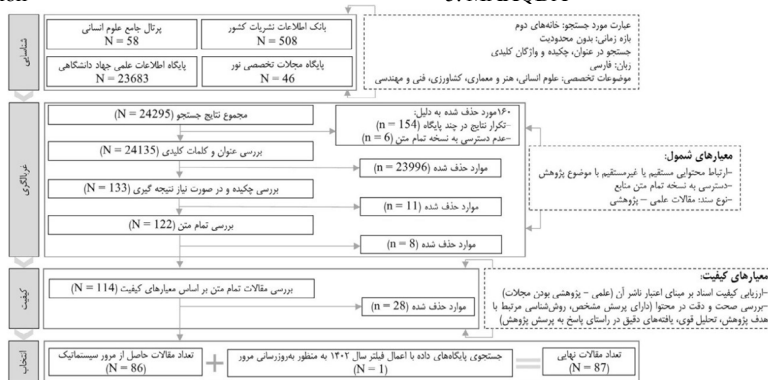 عبارت مورد جستجو: خانه‌های دوم
بازه زمانی: بدون محدودیت
جستجو در عنوان، چکیده و واژگان کلیدی
زبان: فارسی
موضوعات تخصصی: علوم انسانی، هنر و معماری، کشاورزی، فنی و مهندسی
بانک اطلاعات نشریات کشور
N = 508
پرتال جامع علوم انسانی
N = 58
پایگاه مجلات تخصصی نور
N = 46
پایگاه اطلاعات علمی جهاد دانشگاهی
N = 23683
شناسایی
مجموع نتایج جستجو (N = 24295)
۱۶۰مورد حذف شده به دلیل:
-تکرار نتایج در چند پایگاه (n = 154)
-عدم دسترسی به نسخه تمام متن (n = 6)
بررسی عنوان و کلمات کلیدی (N = 24135)
موارد حذف شده (n = 23996)
بررسی چکیده و در صورت نیاز نتیجه گیری (N = 133)
موارد حذف شده (n = 11)
بررسی تمام متن (N = 122)
موارد حذف شده (n = 8)
غربالگری
معیارهای شمول:
-ارتباط محتوایی مستقیم یا غیرمستقیم با موضوع پژوهش
-دسترسی به نسخه تمام متن منابع
-نوع سند: مقالات علمی – پژوهشی
بررسی مقالات تمام متن بر اساس معیارهای کیفیت (N = 114)
موارد حذف شده (n = 28)
کیفیت
معیارهای کیفیت:
-ارزیابی کیفیت اسناد بر مبنای اعتبار ناشر آن (علمی – پژوهشی بودن مجلات)
-بررسی صحت و دقت در محتوا (دارای پرسش مشخص، روش‌شناسی مرتبط با
هدف پژوهش، تحلیل قوی، یافته‌های دقیق در راستای پاسخ به پرسش پژوهش)
تعداد مقالات نهایی
(N = 87)
جستجوی پایگاه‌های داده با اعمال فیلتر سال ۱۴۰۲ به منظور به‌روزرسانی مرور
(N = 1)
تعداد مقالات حاصل از مرور سیستماتیک
(N = 86)
انتخاب